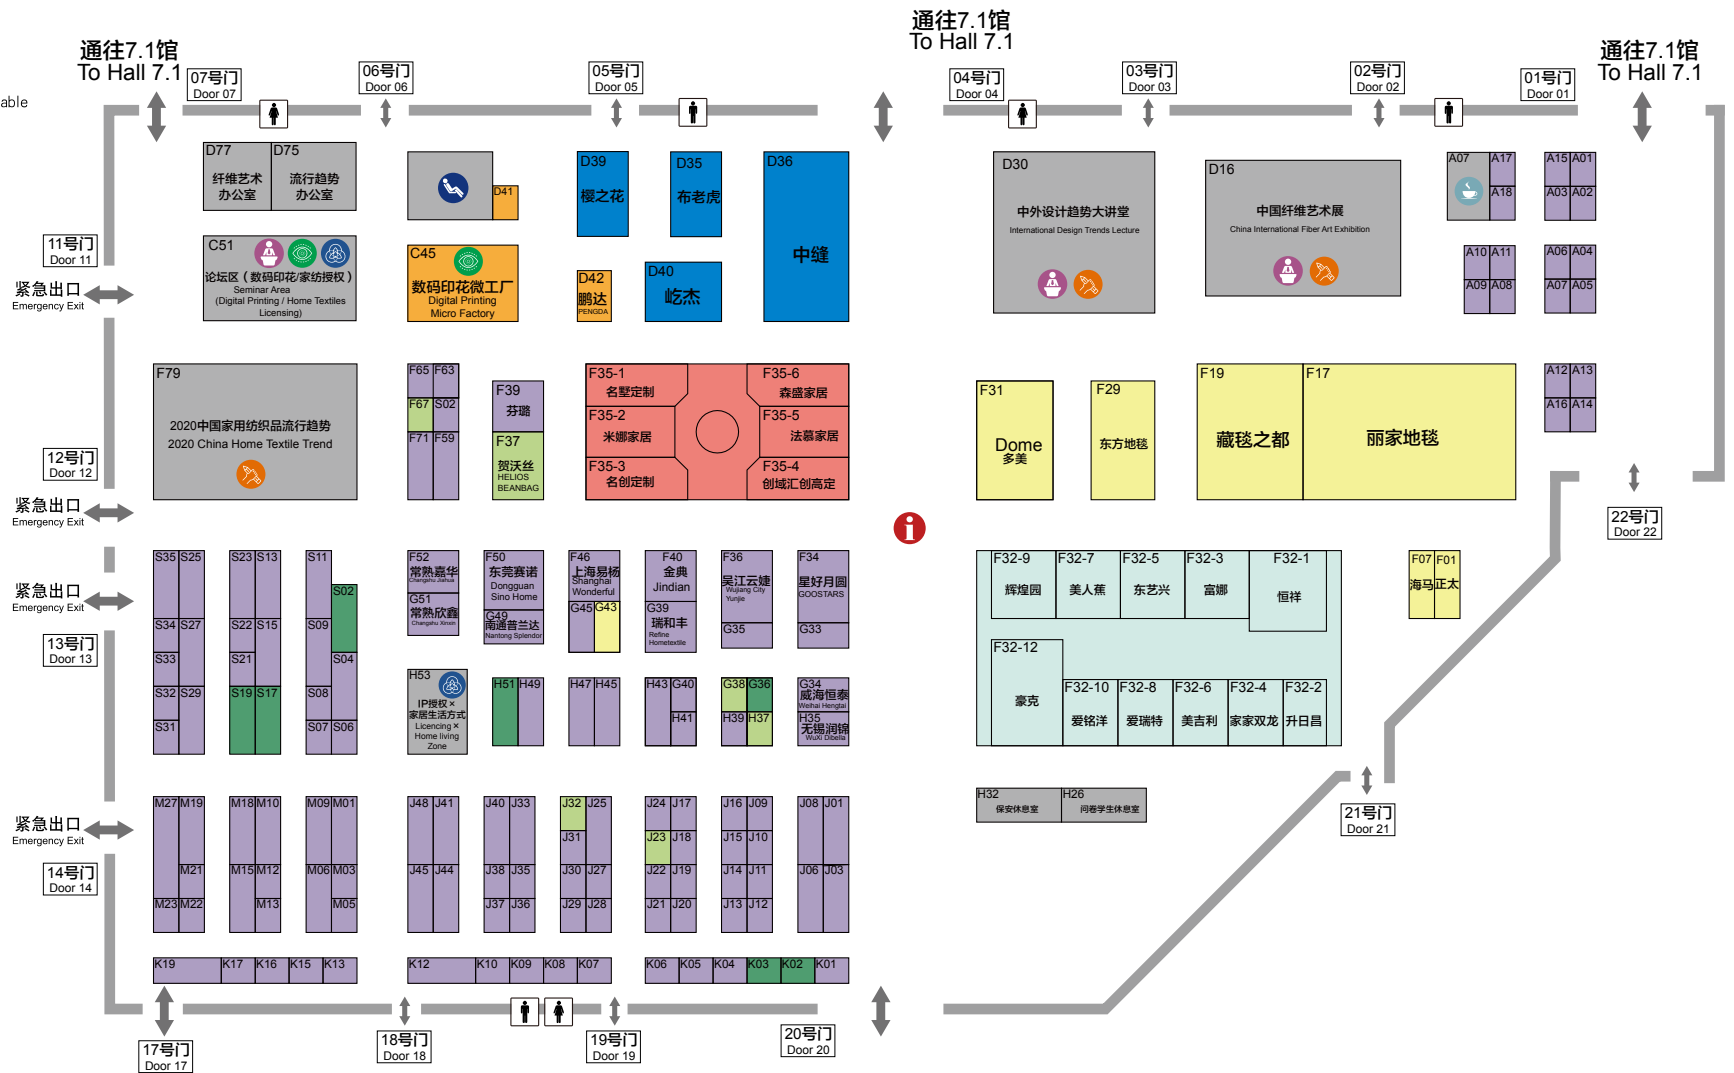 通往7.1馆
To Hall 7.1
通往7.1馆
To Hall 7.1
通往7.1馆
To Hall 7.1
able
07号门
Door 07
06号门
Door 06
05号门
Door 05
04号门
Door 04
03号门
Door 03
02号门
Door 02
01号门
Door 01
D77
纤维艺术
办公室
D75
流行趋势
办公室
D41
D39
樱之花
D35
布老虎
D36
中缝
D30
中外设计趋势大讲堂
International Design Trends Lecture
D16
中国纤维艺术展
China International Fiber Art Exhibition
A07
A17
A18
A15 A01
A03 A02
11号门
Door 11
紧急出口
Emergency Exit
C51
论坛区（数码印花/家纺授权）
Seminar Area
(Digital Printing / Home Textiles
Licensing)
C45
数码印花微工厂
Digital Printing
Micro Factory
D42
鹏达
PENGDA
D40
屹杰
A10 A11
A09 A08
A06 A04
A07 A05
F79
2020中国家用纺织品流行趋势
2020 China Home Textile Trend
F65 F63
F67 S02
F71 F59
F39
芬璐
F37
贺沃丝
HELIOS
BEANBAG
F35-1
名墅定制
F35-6
森盛家居
F35-2
米娜家居
F35-5
法慕家居
F35-3
名创定制
F35-4
创域汇创高定
F31
Dome
多美
F29
东方地毯
F19
藏毯之都
F17
丽家地毯
A12 A13
A16 A14
12号门
Door 12
紧急出口
Emergency Exit
22号门
Door 22
S35 S25
S34 S27
S33
S32 S29
S31
S23 S13
S22 S15
S21
S19 S17
S11
S02
S09
S04
S08
S07 S06
F52
常熟嘉华
Changshu Jiahua
G51
常熟欣鑫
Changshu Xinxin
F50
东莞赛诺
Dongguan
Sino Home
G49
南通普兰达
Nantong Splendor
F46
上海易杨
Shanghai
Wonderful
G45 G43
F40
金典
Jindian
G39
瑞和丰
Refine
Hometextile
F36
吴江云婕
Wujiang City
Yunjie
G35
F34
星好月圆
GOOSTARS
G33
F32-9
辉煌园
F32-7
美人蕉
F32-5
东艺兴
F32-3
富娜
F32-1
恒祥
F07
海马
F01
正太
紧急出口
Emergency Exit
13号门
Door 13
H53
IP授权×
家居生活方式
Licencing ×
Home living
Zone
H51 H49
H47 H45
H43 G40
H41
G38 G36
H39 H37
G34
威海恒泰
Weihai Hengtai
H35
无锡润锦
WuXi Dibella
F32-12
豪克
F32-10
爱铭洋
F32-8
爱瑞特
F32-6
美吉利
F32-4
家家双龙
F32-2
升日昌
H32
保安休息室
H26
问卷学生休息室
21号门
Door 21
紧急出口
Emergency Exit
14号门
Door 14
M27 M19
M21
M23 M22
M18 M10
M15 M12
M13
M09 M01
M06 M03
M05
J48 J41
J45 J44
J40 J33
J38 J35
J37 J36
J32 J25
J31
J30 J27
J29 J28
J24 J17
J23 J18
J22 J19
J21 J20
J16 J09
J15 J10
J14 J11
J13 J12
J08 J01
J06 J03
K19 K17 K16 K15 K13
K12 K10 K09 K08 K07
K06 K05 K04 K03 K02 K01
17号门
Door 17
18号门
Door 18
19号门
Door 19
20号门
Door 20